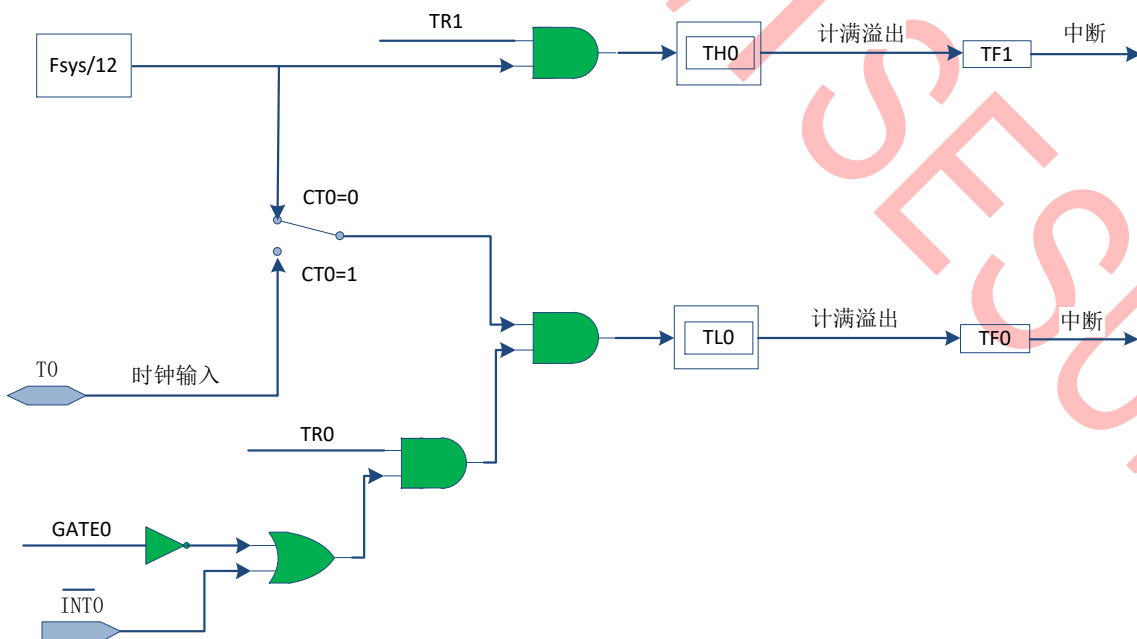 TR1
Fsys/12
TH0
计满溢出
TF1
中断
CT0=0
CT0=1
TL0
计满溢出
TF0
中断
T0
时钟输入
TR0
GATE0
INT0
SESU